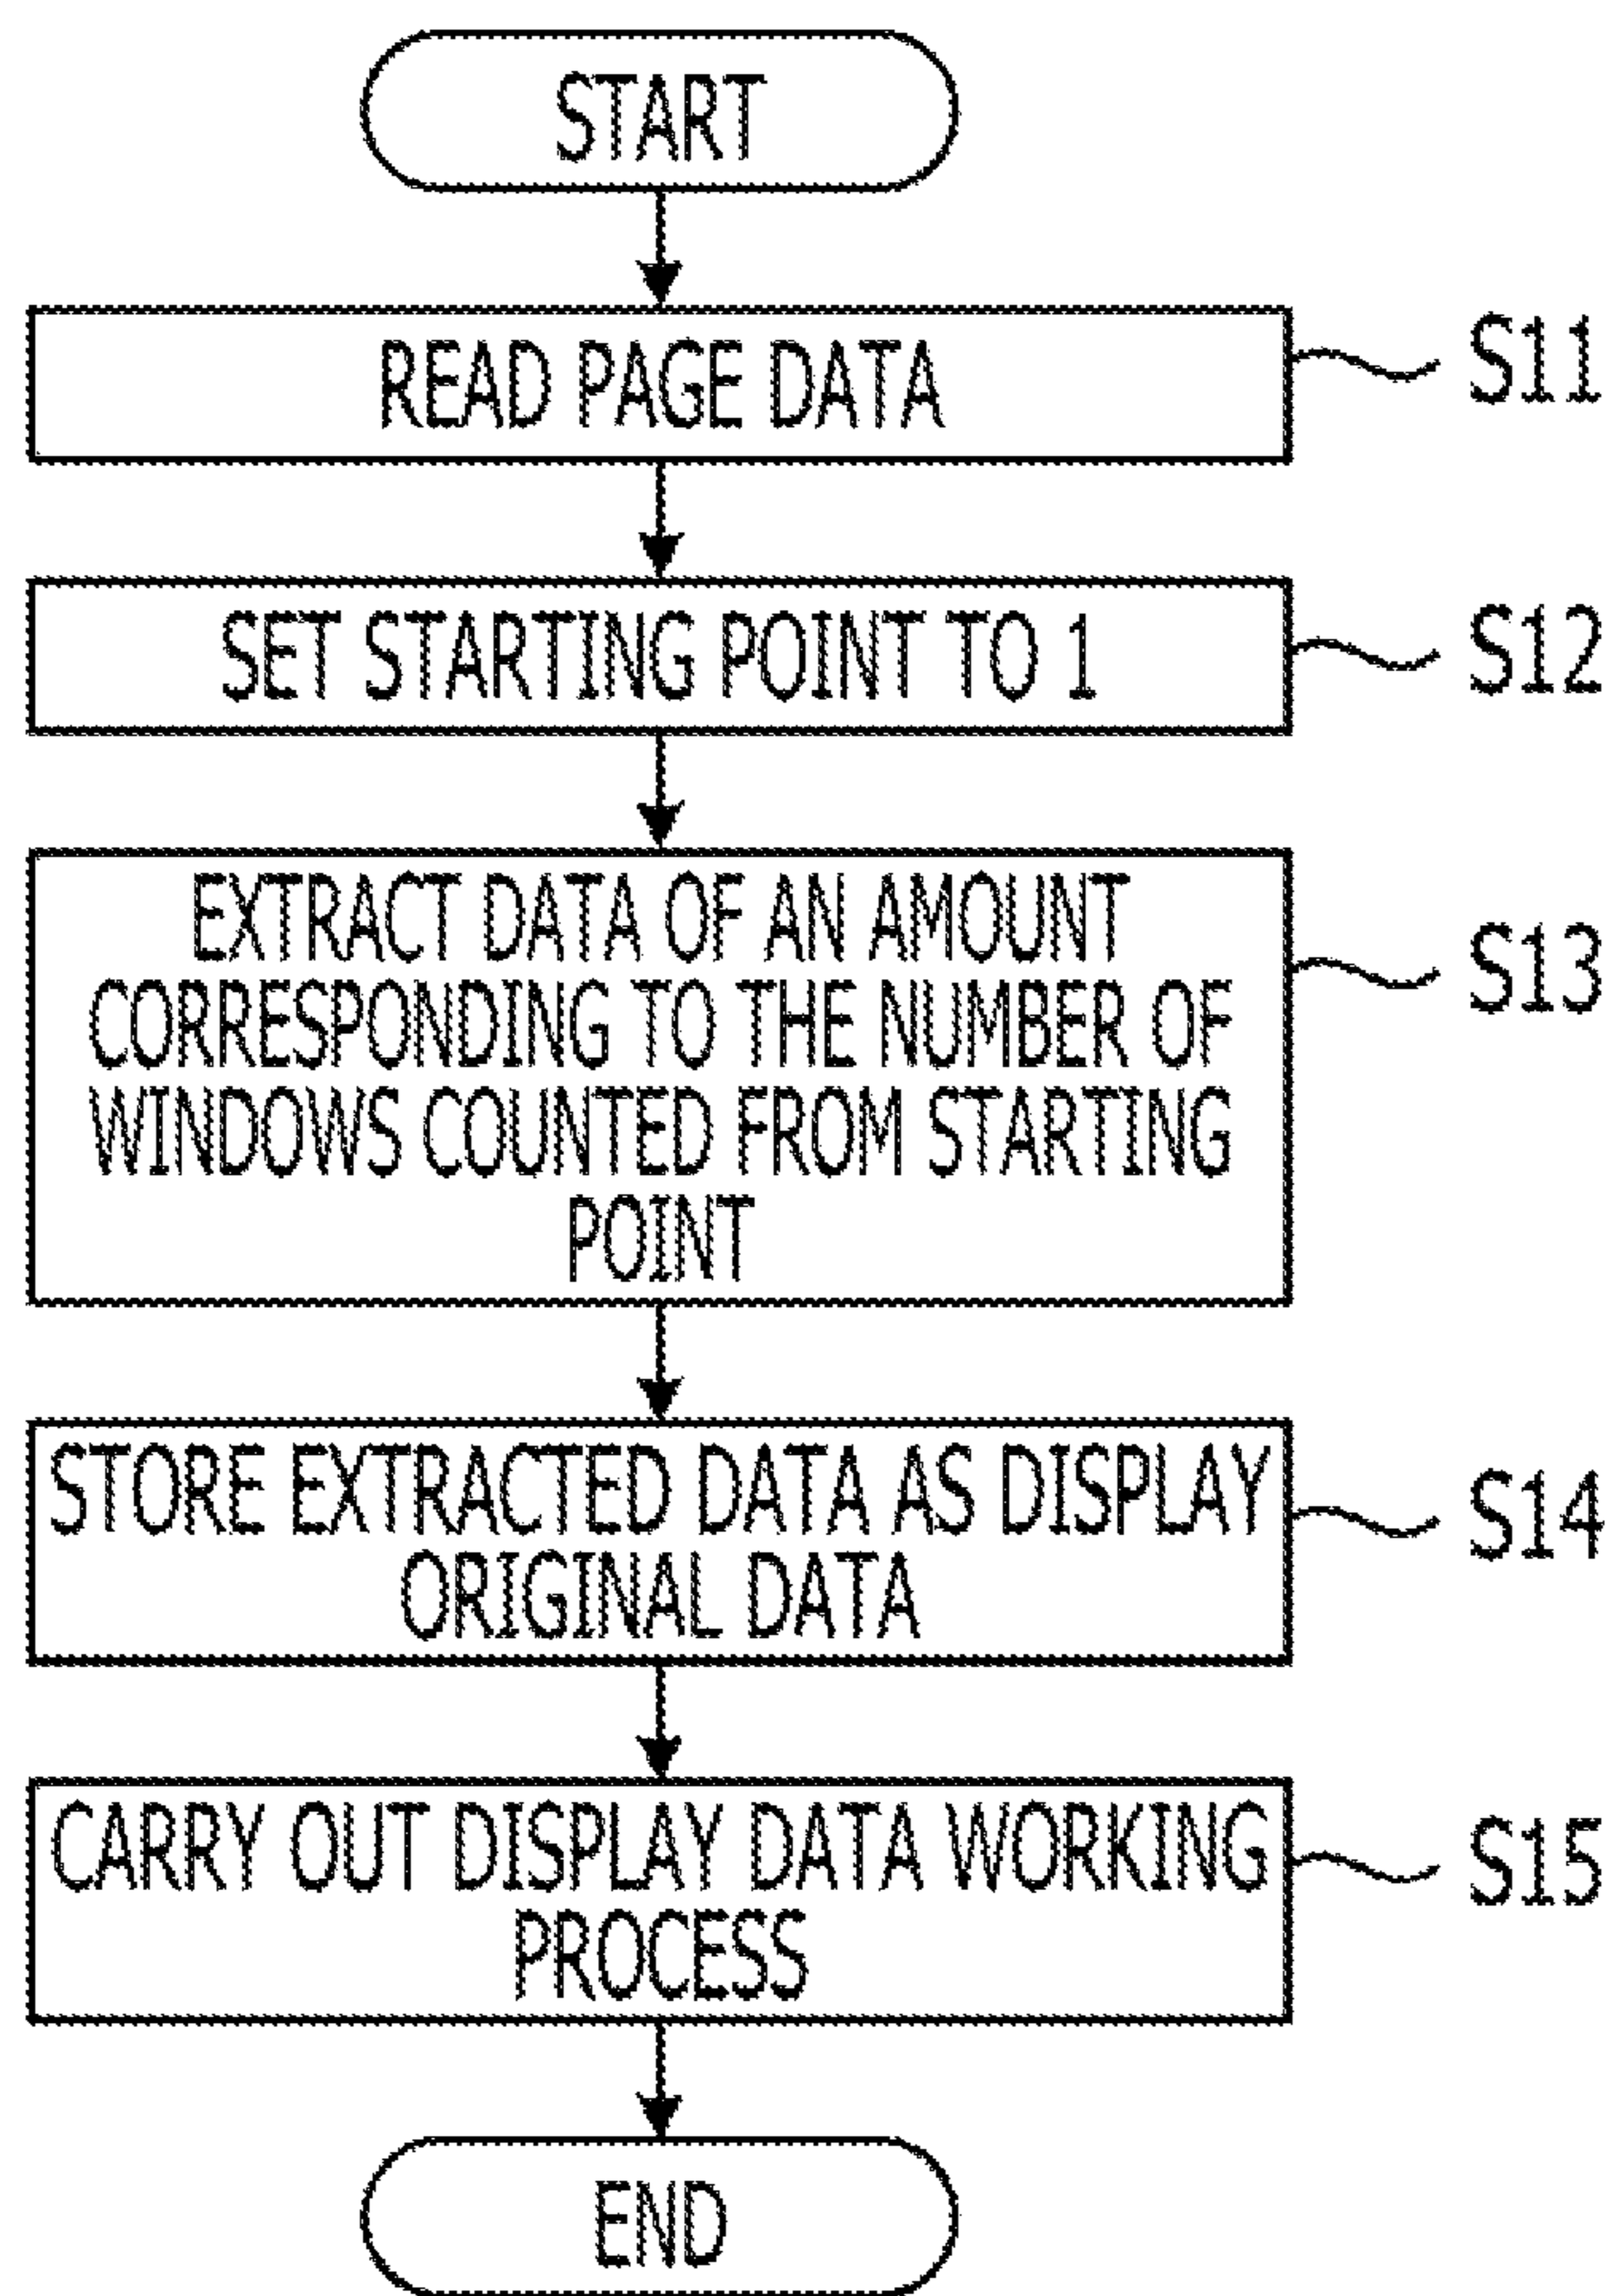 START
READ PAGE DATA
S11
SET STARTING POINT TO 1
S12
EXTRACT DATA OF AN AMOUNT
CORRESPONDING TO THE NUMBER OF
WINDOWS COUNTED FROM STARTING
POINT
S13
STORE EXTRACTED DATA AS DISPLAY
ORIGINAL DATA
S14
CARRY OUT DISPLAY DATA WORKING
PROCESS
S15
END